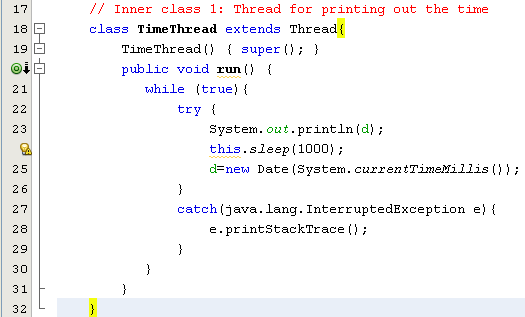 17 // Inner class 1: Thread for printing out the time
18 class TimeThread extends Thread{
19 TimeThread() { super(); }
public void run() {
21 while (true){
22 try {
23 System.out.println(d);
this.sleep(1000);
25 d=new Date(System.currentTimeMillis());
26 }
27 catch(java.lang.InterruptedException e){
28 e.printStackTrace();
29 }
30 }
31 }
32 }